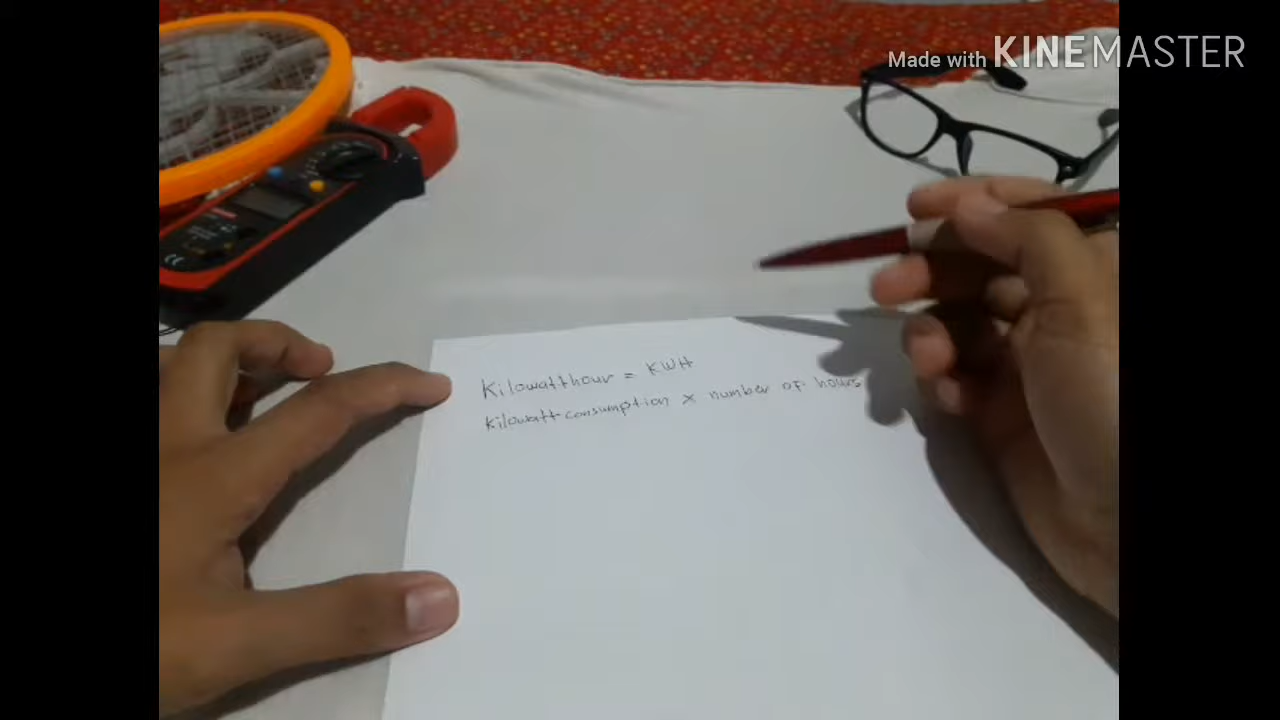 Made with KINEMASTER
Kilowatthour = KWH
Kilowatt consumption x number of hours